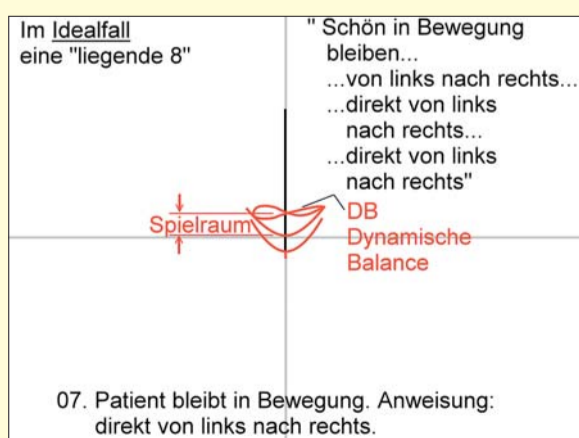 Im Idealfall
eine "liegende 8"
" Schön in Bewegung
bleiben...
...von links nach rechts...
...direkt von links
nach rechts...
...direkt von links
nach rechts"
Spielraum
DB
Dynamische
Balance
07. Patient bleibt in Bewegung. Anweisung:
direkt von links nach rechts.